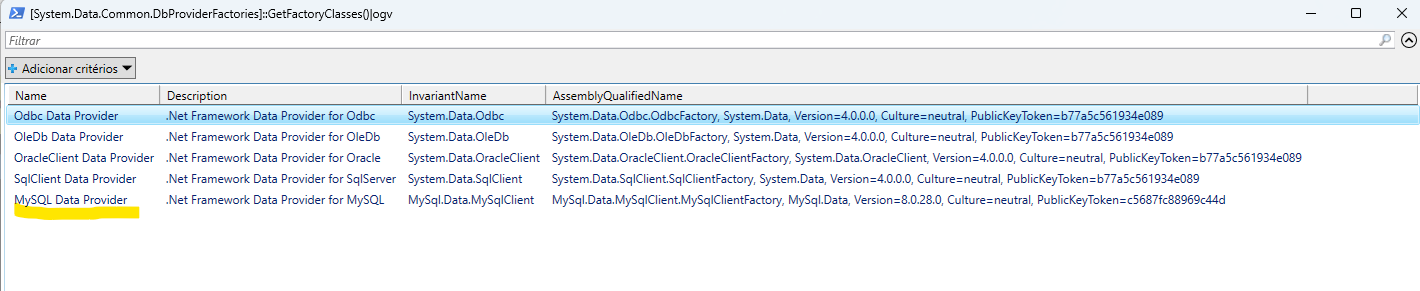 [System.Data.Common.DbProviderFactories]::GetFactoryClasses()|ogv
Filtrar
Adicionar critérios
Name Description InvariantName AssemblyQualifiedName
Odbc Data Provider .Net Framework Data Provider for Odbc System.Data.Odbc System.Data.Odbc.OdbcFactory, System.Data, Version=4.0.0.0, Culture=neutral, PublicKeyToken=b77a5c561934e089
OleDb Data Provider .Net Framework Data Provider for OleDb System.Data.OleDb System.Data.OleDb.OleDbFactory, System.Data, Version=4.0.0.0, Culture=neutral, PublicKeyToken=b77a5c561934e089
OracleClient Data Provider .Net Framework Data Provider for Oracle System.Data.OracleClient System.Data.OracleClient.OracleClientFactory, System.Data.OracleClient, Version=4.0.0.0, Culture=neutral, PublicKeyToken=b77a5c561934e089
SqlClient Data Provider .Net Framework Data Provider for SqlServer System.Data.SqlClient System.Data.SqlClient.SqlClientFactory, System.Data, Version=4.0.0.0, Culture=neutral, PublicKeyToken=b77a5c561934e089
MySQL Data Provider .Net Framework Data Provider for MySQL MySql.Data.MySqlClient MySql.Data.MySqlClient.MySqlClientFactory, MySql.Data, Version=8.0.28.0, Culture=neutral, PublicKeyToken=c5687fc88969c44d